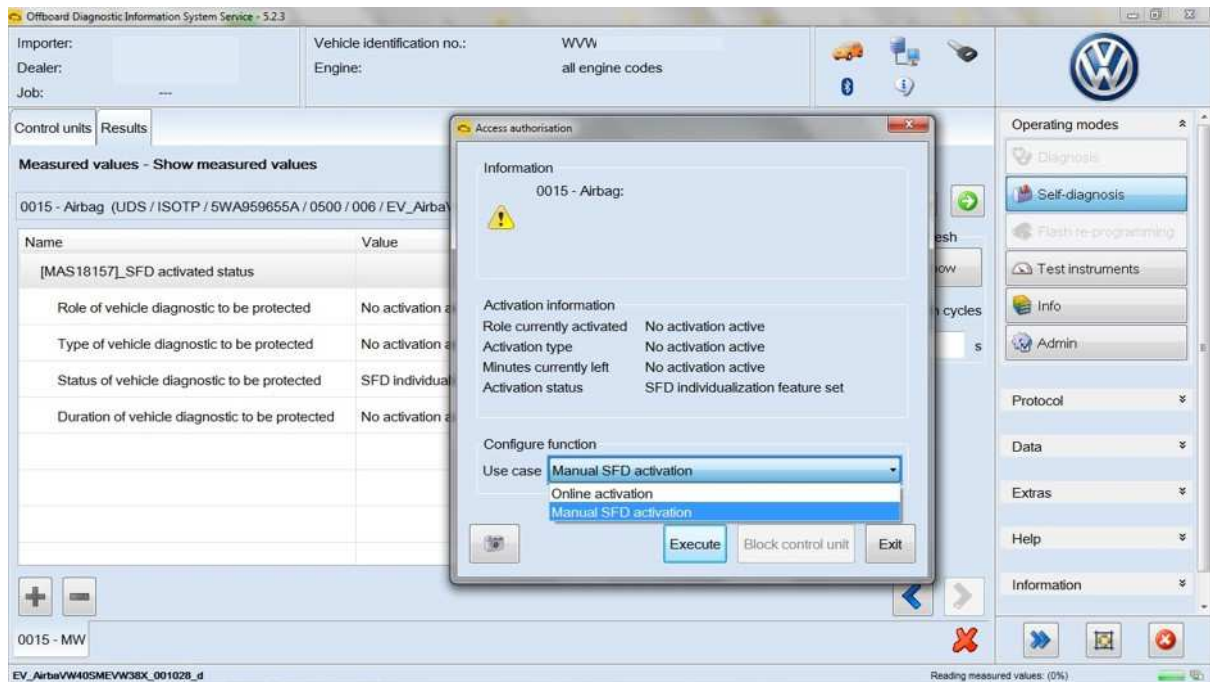 Offboard Diagnostic Information System Service - 5.2.3
Importer:
Dealer:
Job: ---
Vehicle identification no.: WVW
Engine: all engine codes
Control units Results
Measured values - Show measured values
0015 - Airbag (UDS / ISOTP / 5WA959655A / 0500 / 006 /
Name Value
[MAS18157]_SFD activated status
Role of vehicle diagnostic to be protected No activation
Type of vehicle diagnostic to be protected No activation
Status of vehicle diagnostic to be protected SFD
Duration of vehicle diagnostic to be protected No activation
cycles
s
Access authorisation
Information
0015 - Airbag:
Activation information
Role currently activated No activation active
Activation type No activation active
Minutes currently left No activation active
Activation status SFD individualization feature set
Configure function
Use case Manual SFD activation
Online activation
Manual SFD activation
Execute Block control unit Exit
Operating modes
Diagnosis
Self-diagnosis
Flash re-programming
Test instruments
Info
Admin
Protocol
Data
Extras
Help
Information
0015 - MW
EV_AirbaVW40SMEVW38X_001028_d
Reading measured values: (0%)